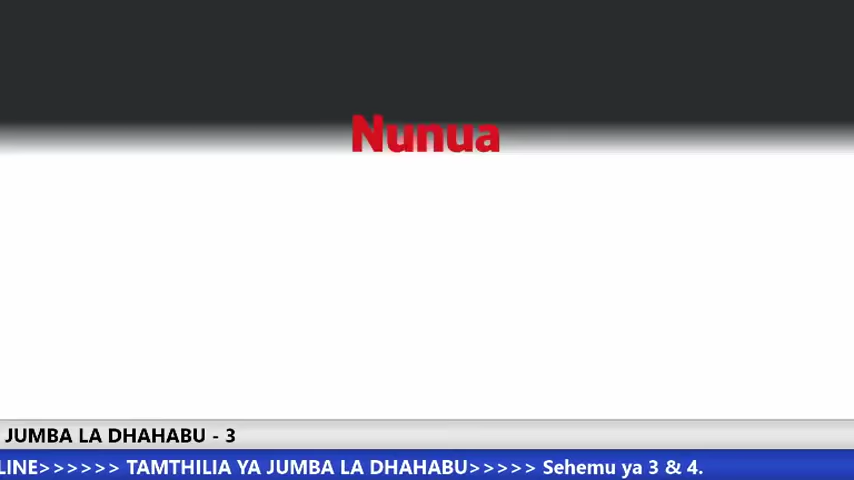 Nunua
JUMBA LA DHAHABU - 3
LINE>>>>>> TAMTHILIA YA JUMBA LA DHAHABU>>>>> Sehemu ya 3 & 4.